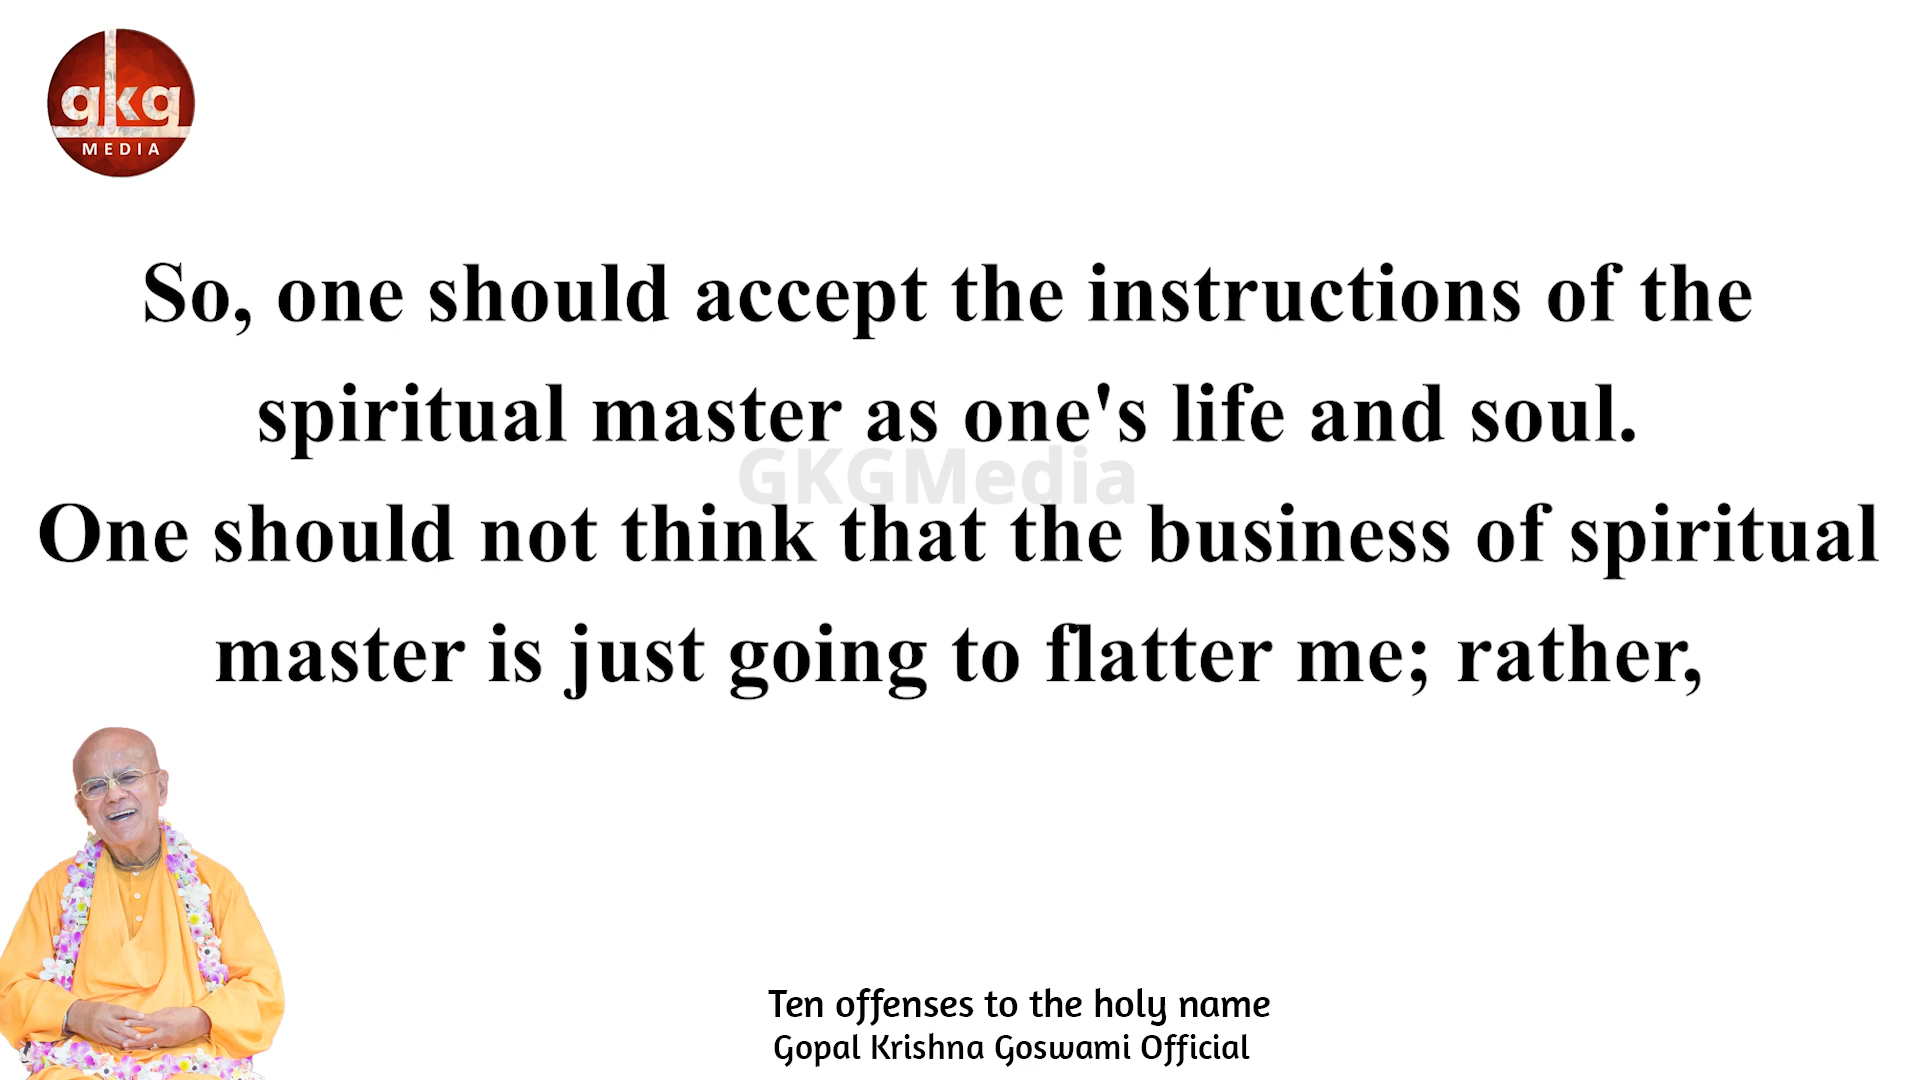 gkg
MEDIA
So, one should accept the instructions of the
spiritual master as one's life and soul.
GKGMedia
One should not think that the business of spiritual
master is just going to flatter me; rather,
Ten offenses to the holy name
Gopal Krishna Goswami Official